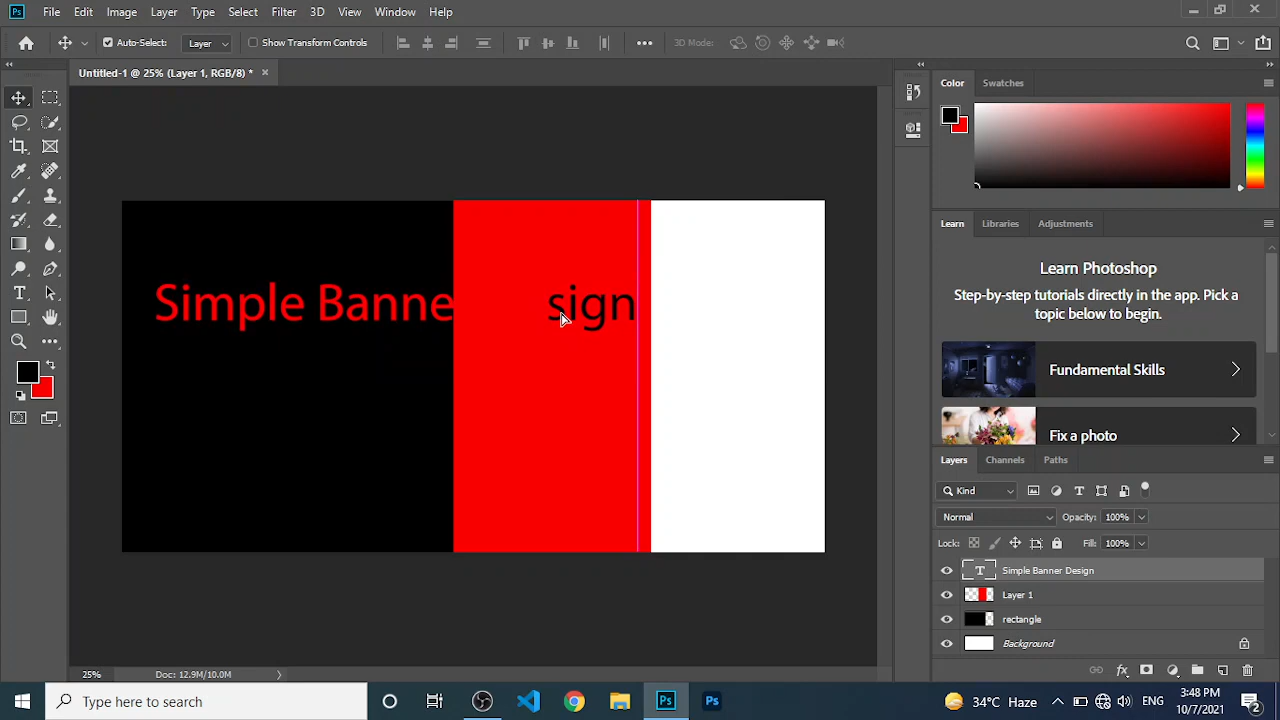 Ps File Edit Image Layer Type Select Filter 3D View Window Help
Auto-Select: Layer Show Transform Controls 3D Mode:
Untitled-1 @ 25% (Layer 1, RGB/8) *
Color Swatches
Learn Libraries Adjustments
Learn Photoshop
Step-by-step tutorials directly in the app. Pick a
topic below to begin.
Simple Banne sign
Fundamental Skills
Fix a photo
Layers Channels Paths
Kind
Normal Opacity: 100%
Lock: Fill: 100%
T Simple Banner Design
Layer 1
rectangle
Background
25% Doc: 12.9M/10.0M
Type here to search
Ps Ps
34°C Haze ENG
3:48 PM
10/7/2021
2